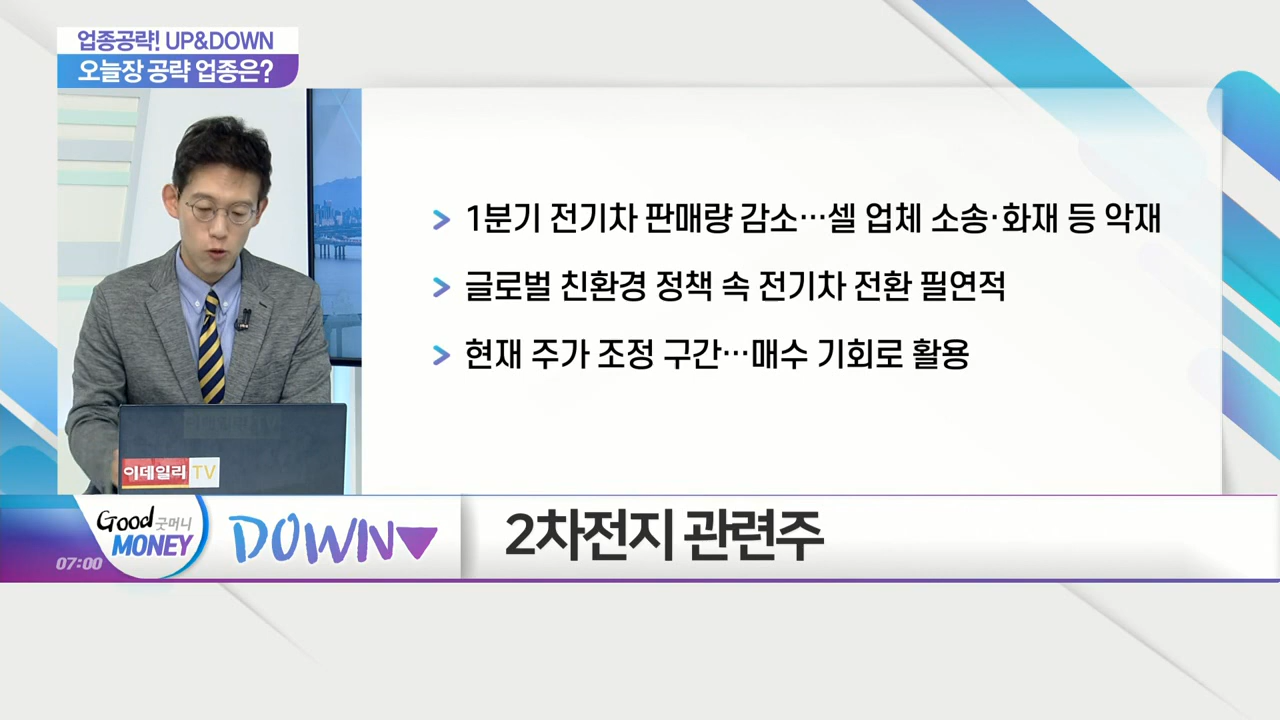 업종공략! UP&DOWN
오늘장 공략 업종은?
1분기 전기차 판매량 감소…셀 업체 소송·화재 등 악재
글로벌 친환경 정책 속 전기차 전환 필연적
현재 주가 조정 구간…매수 기회로 활용
이데일리 TV
Good 굿머니
MONEY
07:00
DOWN▼
2차전지 관련주